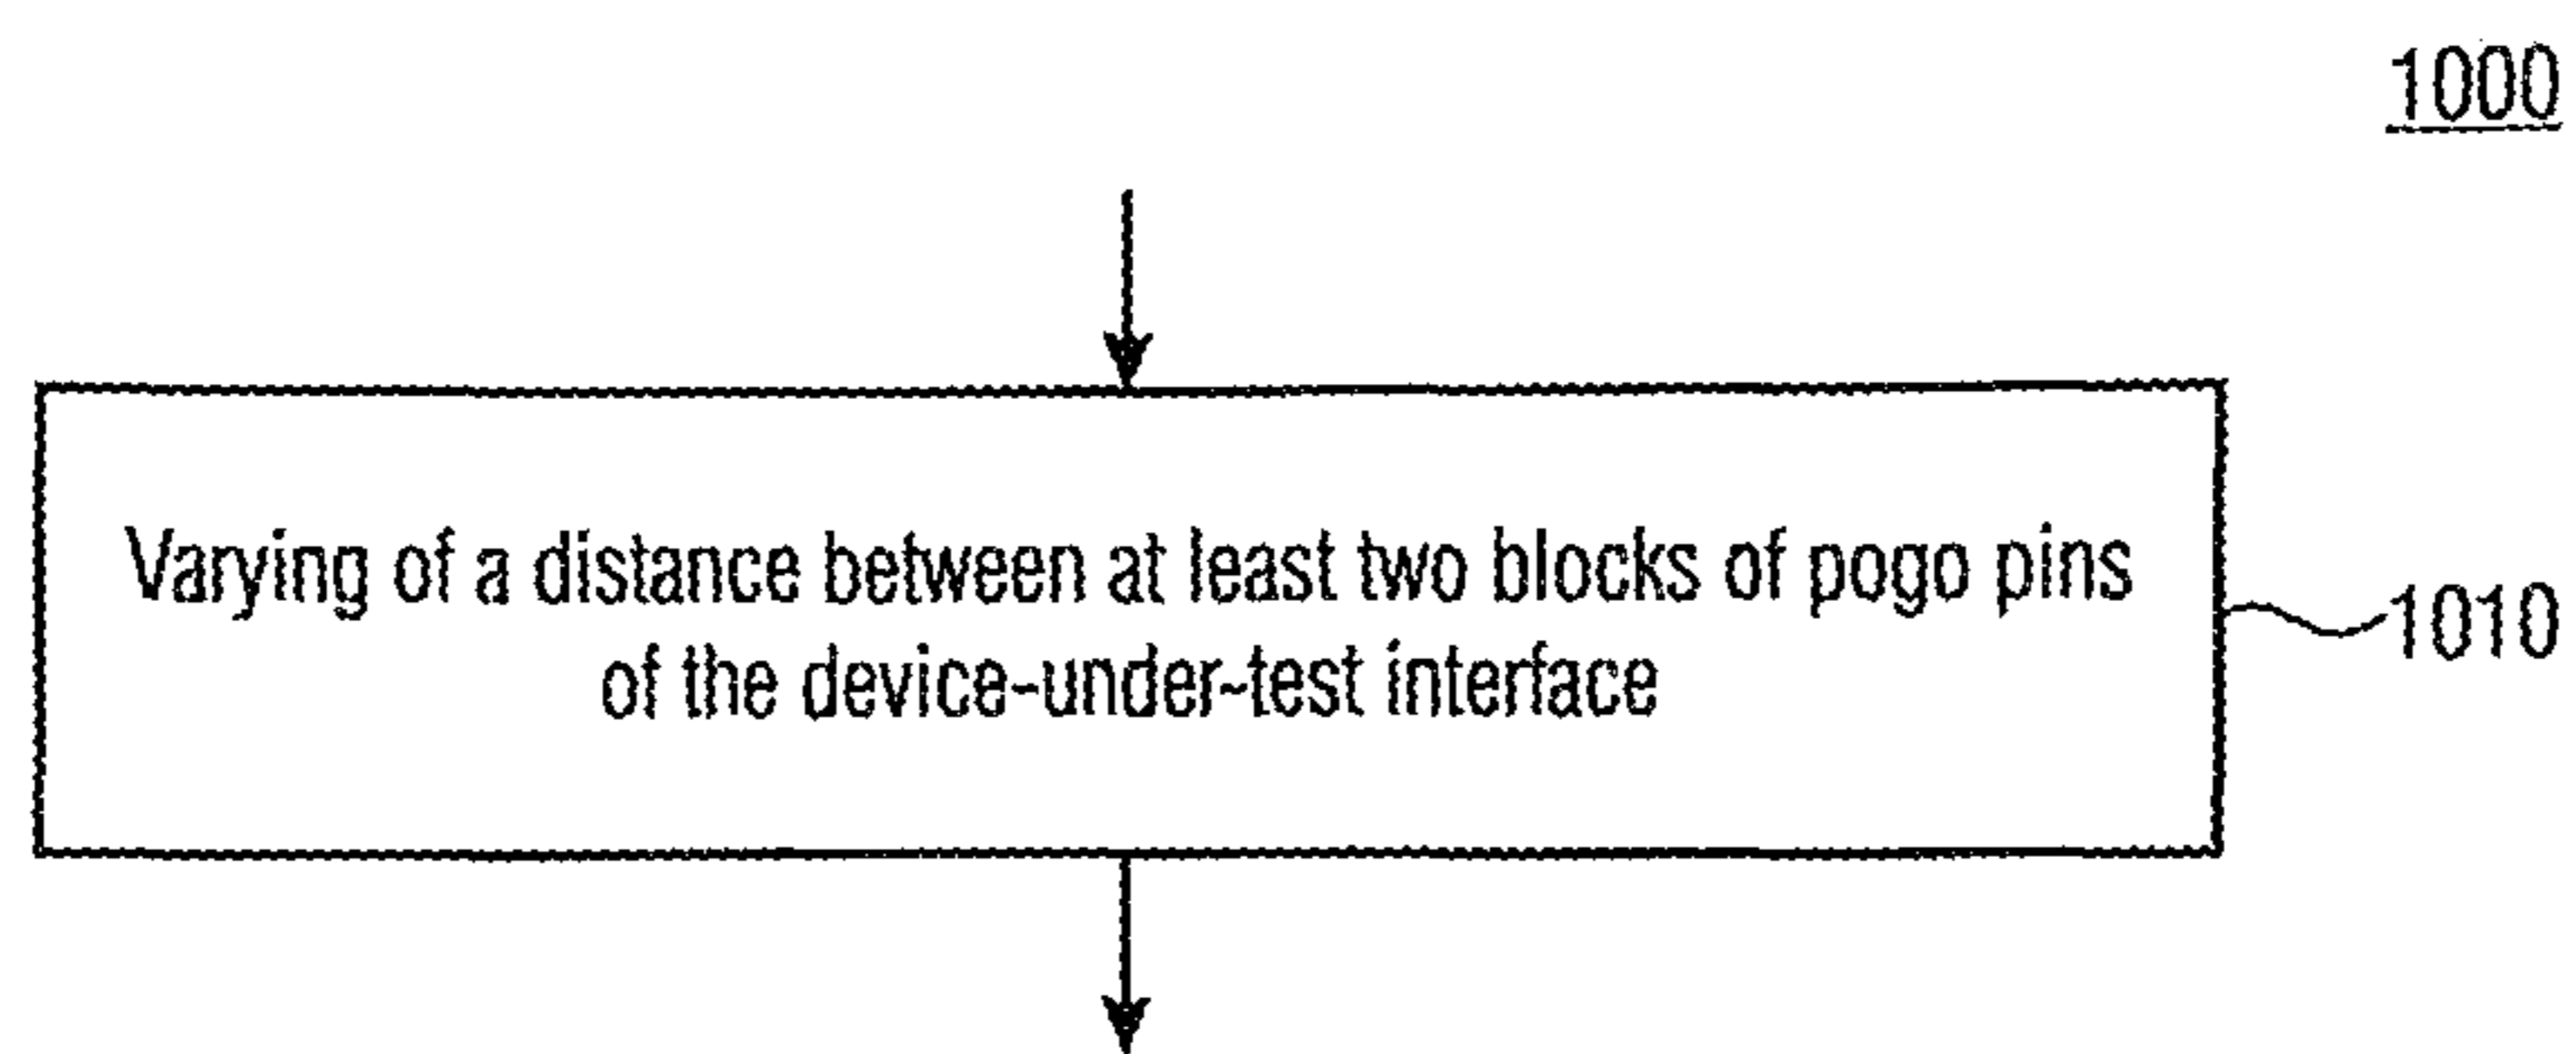 1000
Varying of a distance between at least two blocks of pogo pins
of the device-under-test interface
1010